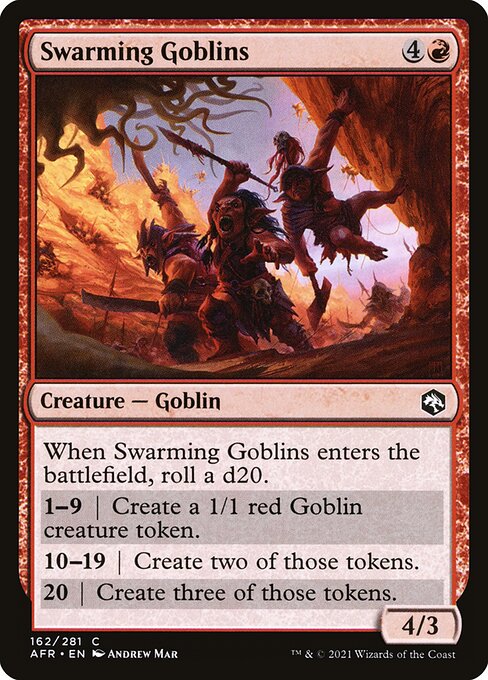 Swarming Goblins 4
Creature — Goblin
When Swarming Goblins enters the
battlefield, roll a d20.
1–9 | Create a 1/1 red Goblin
creature token.
10–19 | Create two of those tokens.
20 | Create three of those tokens.
4/3
162/281 C
AFR • EN Andrew Mar
™ & © 2021 Wizards of the Coast